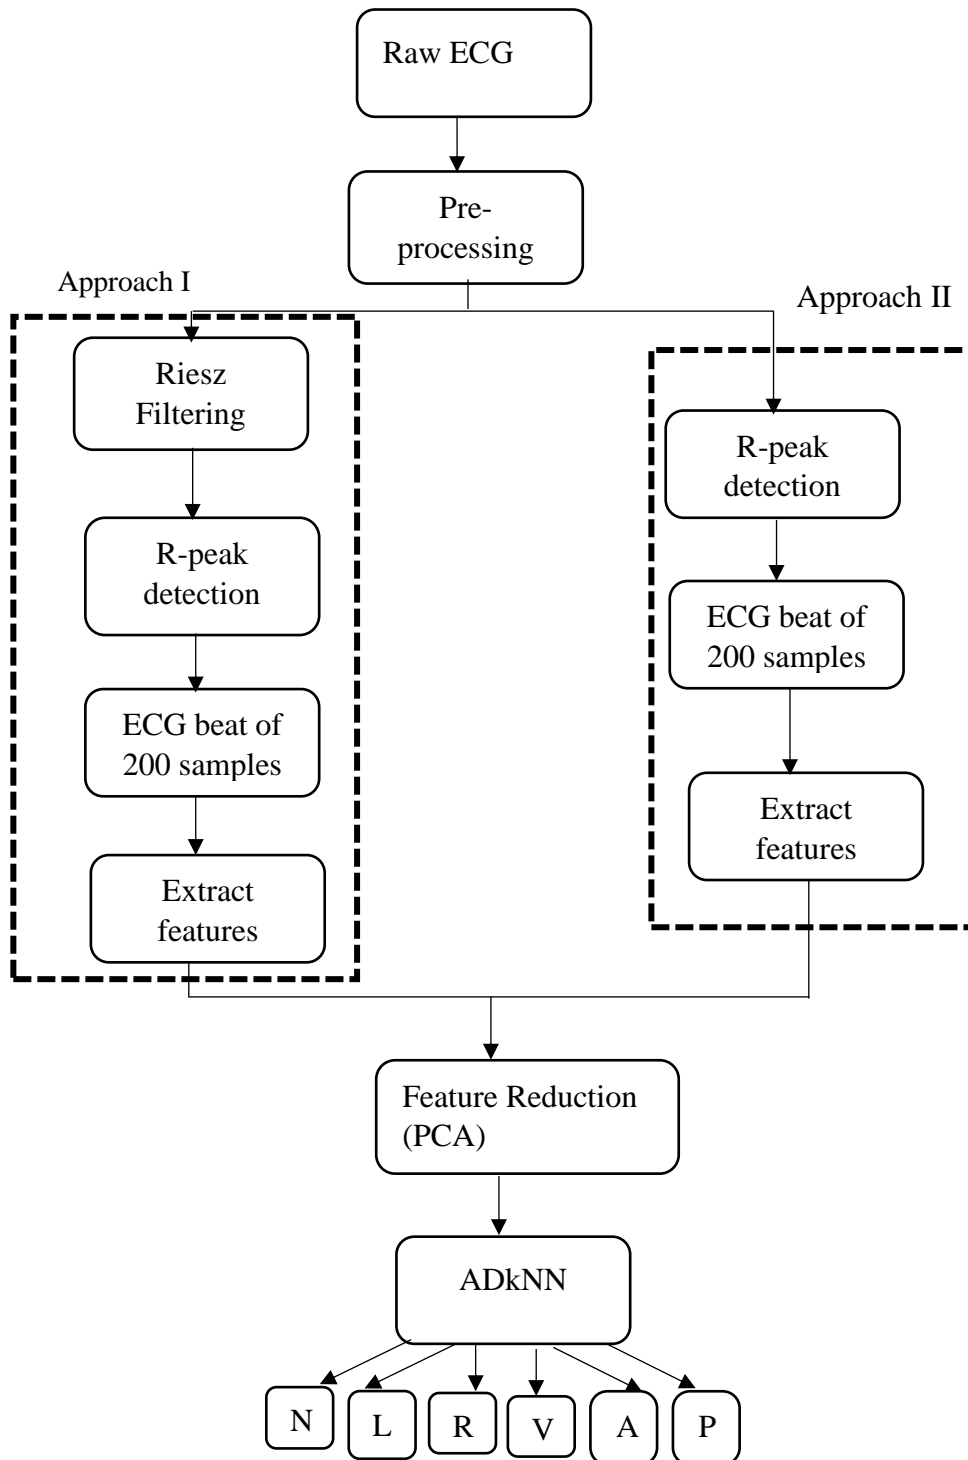 Raw ECG
Pre-
processing
Approach I
Riesz
Filtering
R-peak
detection
ECG beat of
200 samples
Extract
features
Approach II
R-peak
detection
ECG beat of
200 samples
Extract
features
Feature Reduction
(PCA)
ADkNN
N L R V A P